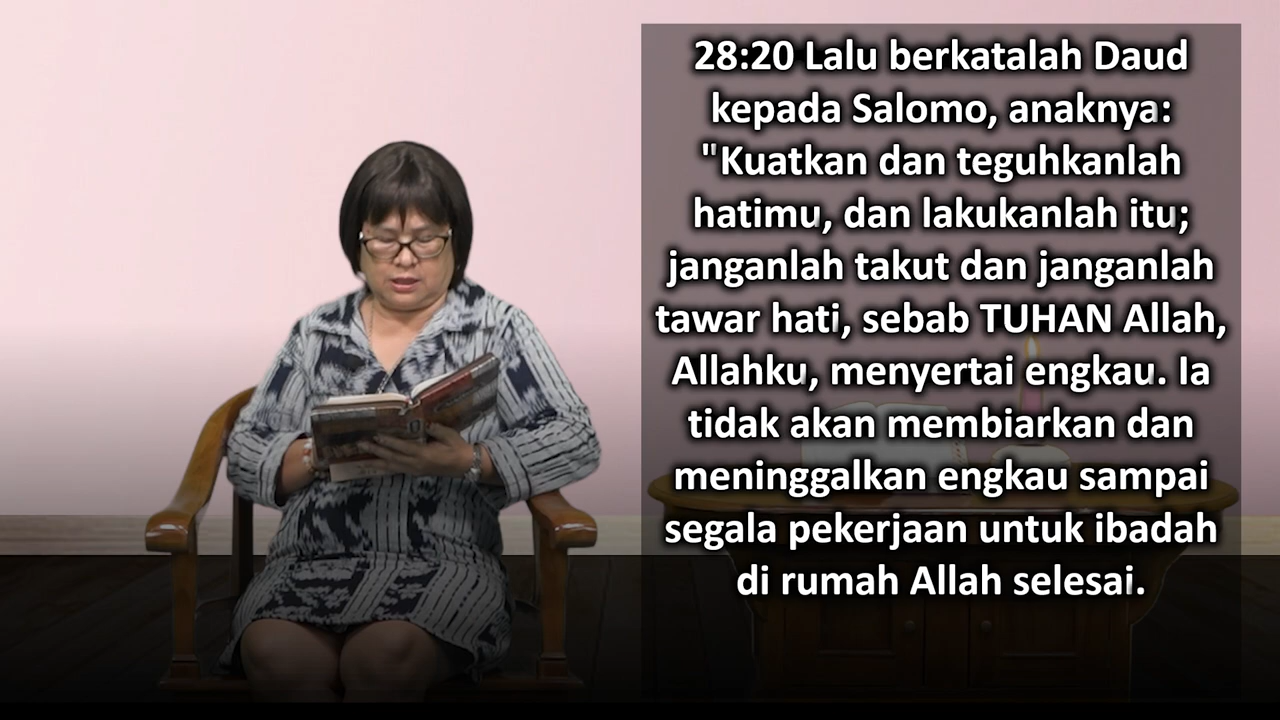 28:20 Lalu berkatalah Daud
kepada Salomo, anaknya:
"Kuatkan dan teguhkanlah
hatimu, dan lakukanlah itu;
janganlah takut dan janganlah
tawar hati, sebab TUHAN Allah,
Allahku, menyertai engkau. Ia
tidak akan membiarkan dan
meninggalkan engkau sampai
segala pekerjaan untuk ibadah
di rumah Allah selesai.